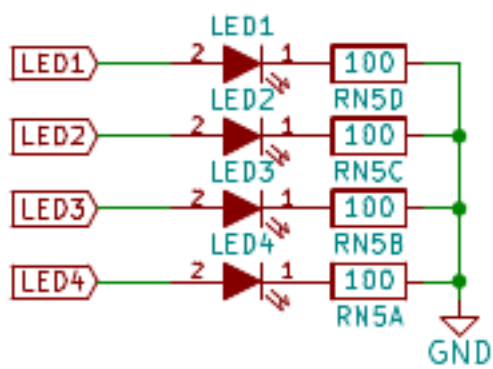 LED1
LED1 2 1 100
LED2 RN5D
LED2 2 1 100
LED3 RN5C
LED3 2 1 100
LED4 RN5B
LED4 2 1 100
RN5A
GND